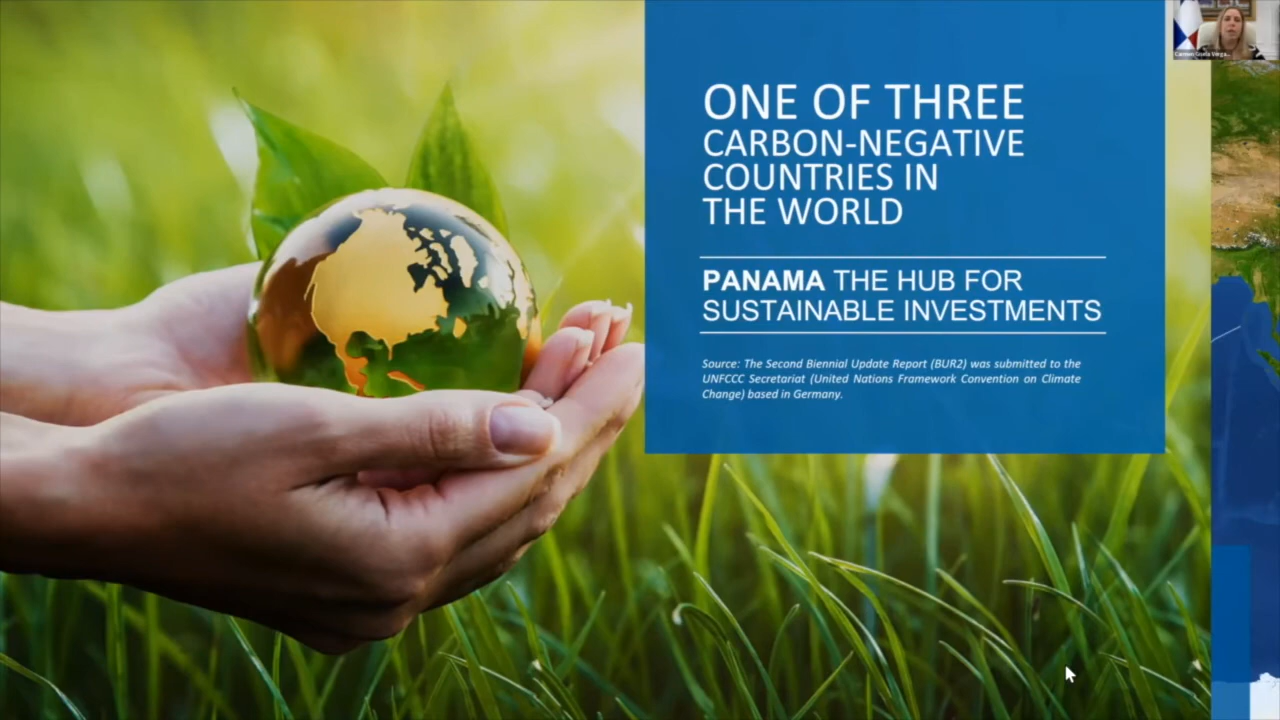 ONE OF THREE
CARBON-NEGATIVE
COUNTRIES IN
THE WORLD
PANAMA THE HUB FOR
SUSTAINABLE INVESTMENTS
Source: The Second Biennial Update Report (BUR2) was submitted to the
UNFCCC Secretariat (United Nations Framework Convention on Climate
Change) based in Germany.